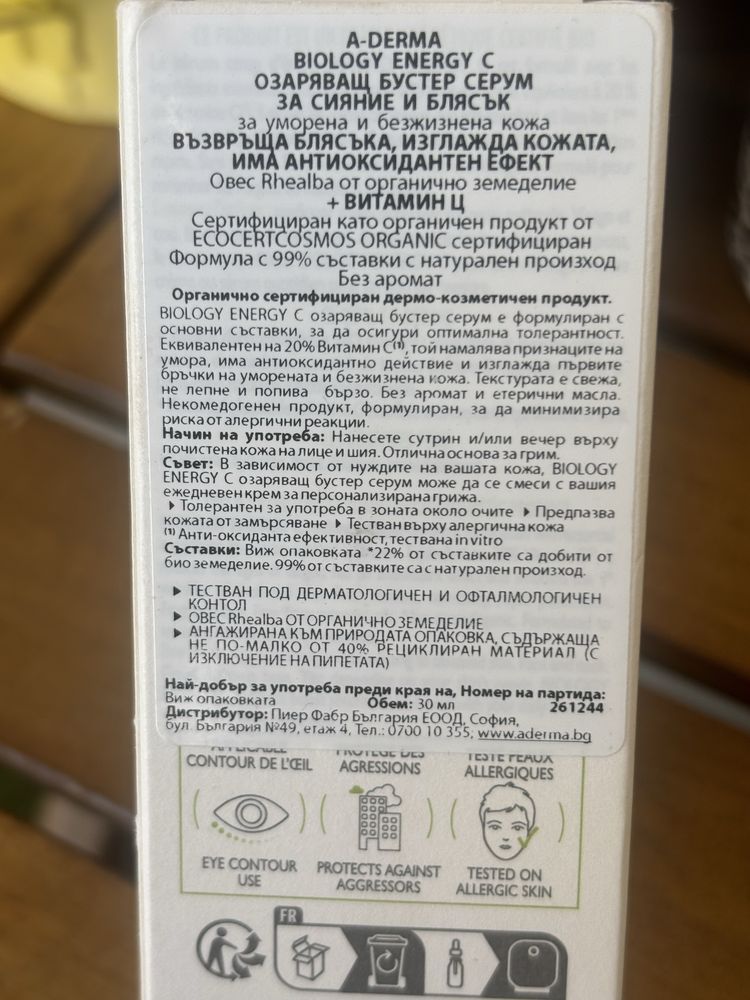 A-DERMA
BIOLOGY ENERGY C
ОЗАРЯВАЩ БУСТЕР СЕРУМ
ЗА СИЯНИЕ И БЛЯСЪК
за уморена и безжизнена кожа
ВЪЗВРЪЩА БЛЯСЪКА, ИЗГЛАЖДА КОЖАТА,
ИМА АНТИОКСИДАНТЕН ЕФЕКТ
Овес Rhealba от органично земеделие
+ ВИТАМИН Ц
Сертифициран като органичен продукт от
ECOCERTCOSMOS ORGANIC сертифициран
Формула с 99% съставки с натурален произход
Без аромат
Органично сертифициран дермо-козметичен продукт.
BIOLOGY ENERGY C озаряващ бустер серум е формулиран с
основни съставки, за да осигури оптимална толерантност.
Еквивалентен на 20% Витамин C⁽¹⁾, той намалява признаците на
умора, има антиоксидантно действие и изглажда първите
бръчки на уморената и безжизнена кожа. Текстурата е свежа,
не лепне и попива бързо. Без аромат и етерични масла.
Некомедогенен продукт, формулиран, за да минимизира
риска от алергични реакции.
Начин на употреба: Нанесете сутрин и/или вечер върху
почистена кожа на лице и шия. Отлична основа за грим.
Съвет: В зависимост от нуждите на вашата кожа, BIOLOGY
ENERGY C озаряващ бустер серум може да се смеси с вашия
ежедневен крем за персонализирана грижа.
▸ Толерантен за употреба в зоната около очите ▸ Предпазва
кожата от замърсяване ▸ Тестван върху алергична кожа
⁽¹⁾ Анти-оксиданта ефективност, тествана in vitro
Съставки: Виж опаковката *22% от съставките са добити от
био земеделие. 99% от съставките са с натурален произход.
▸ ТЕСТВАН ПОД ДЕРМАТОЛОГИЧЕН И ОФТАЛМОЛОГИЧЕН
КОНТОЛ
▸ ОВЕС Rhealba ОТ ОРГАНИЧНО ЗЕМЕДЕЛИЕ
▸ АНГАЖИРАНА КЪМ ПРИРОДАТА ОПАКОВКА, СЪДЪРЖАЩА
НЕ ПО-МАЛКО ОТ 40% РЕЦИКЛИРАН МАТЕРИАЛ (С
ИЗКЛЮЧЕНИЕ НА ПИПЕТАТА)
Най-добър за употреба преди края на, Номер на партида:
Виж опаковката Обем: 30 мл 261244
Дистрибутор: Пиер Фабр България ЕООД, София,
бул. България №49, етаж 4, Тел.: 0700 10 355; www.aderma.bg
APPLICABLE PROTÈGE DES TESTÉ PEAUX
CONTOUR DE L'ŒIL AGRESSIONS ALLERGIQUES
EYE CONTOUR USE
PROTECTS AGAINST AGGRESSORS
TESTED ON ALLERGIC SKIN
FR